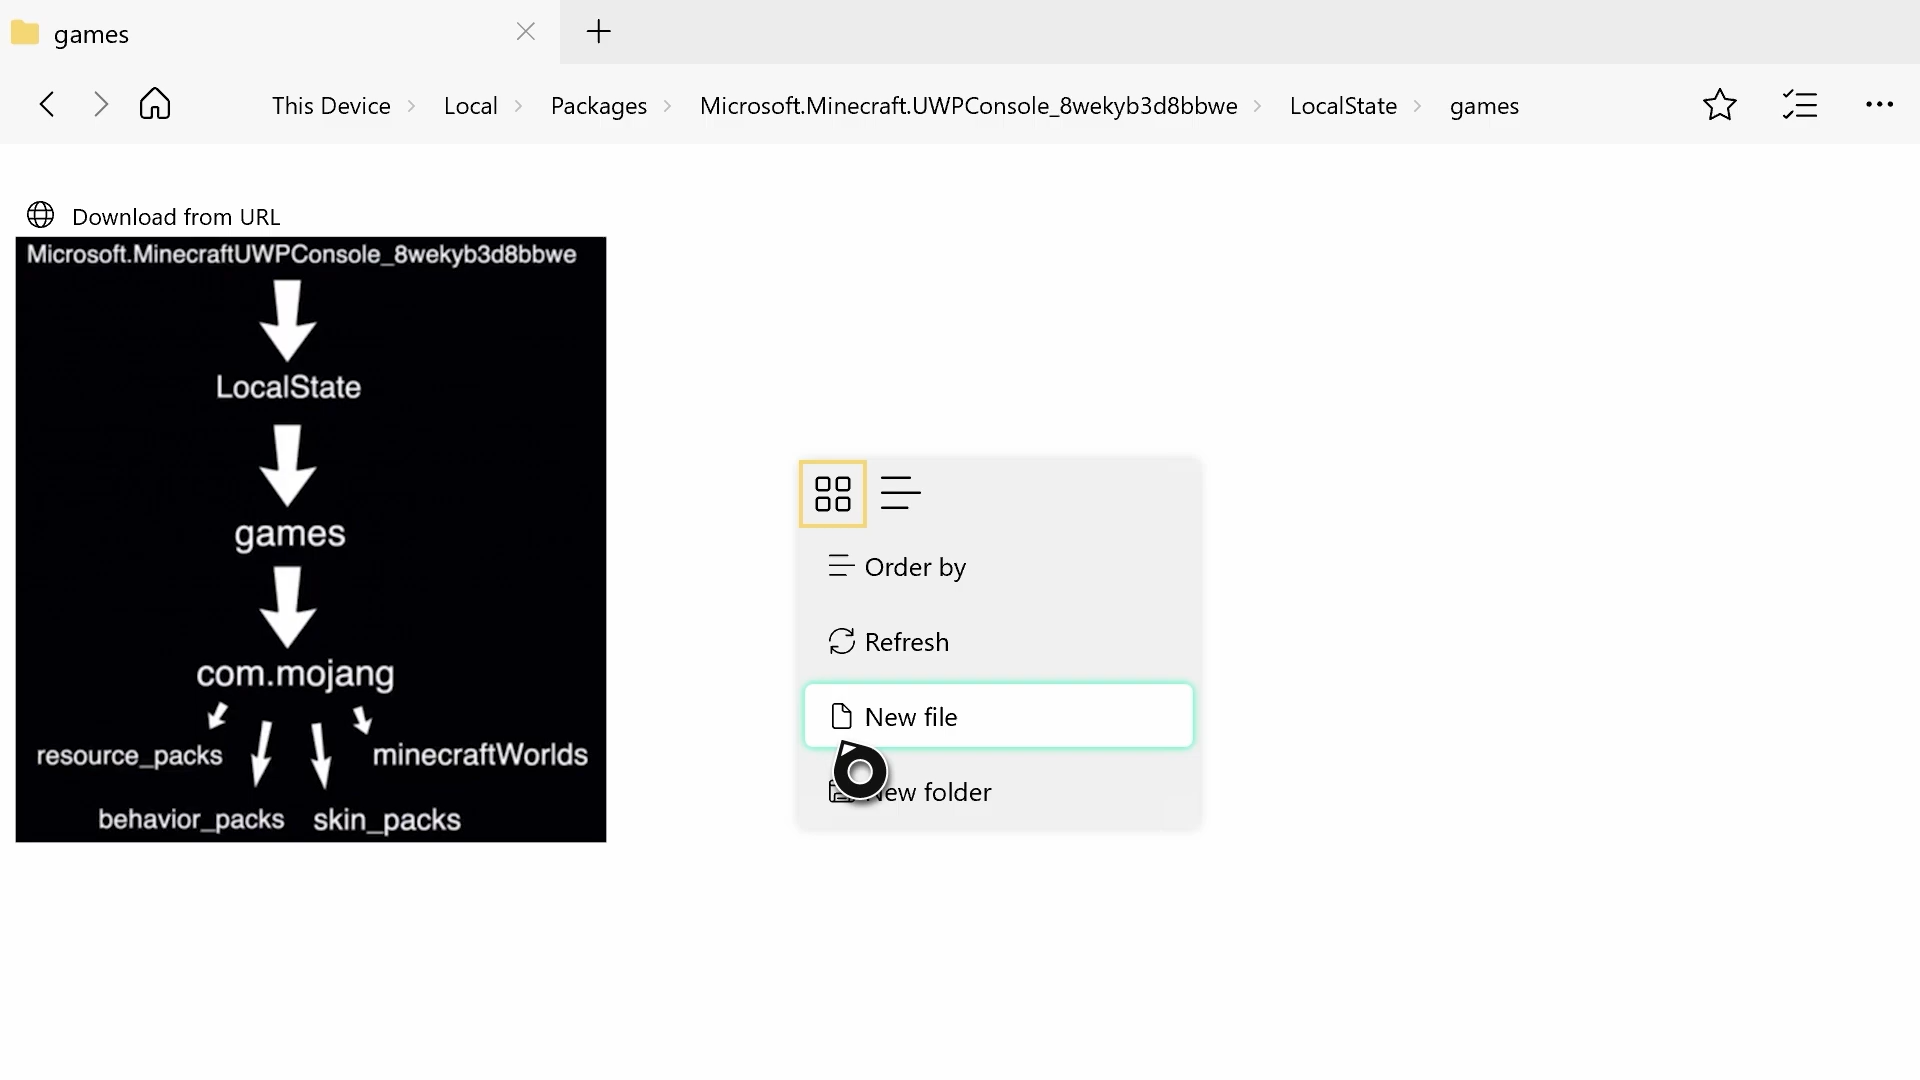 games
This Device
Local
Packages
Microsoft.Minecraft.UWPConsole_8wekyb3d8bbwe
LocalState
games
Download from URL
Microsoft.MinecraftUWPConsole_8wekyb3d8bbwe
LocalState
games
com.mojang
resource_packs
minecraftWorlds
behavior_packs
skin_packs
Order by
Refresh
New file
folder